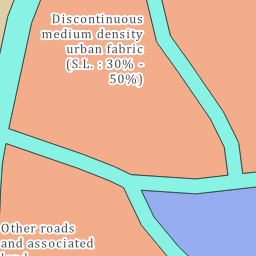 Discontinuous
medium density
urban fabric
(S.L. : 30% -
50%)
Other roads
and associated